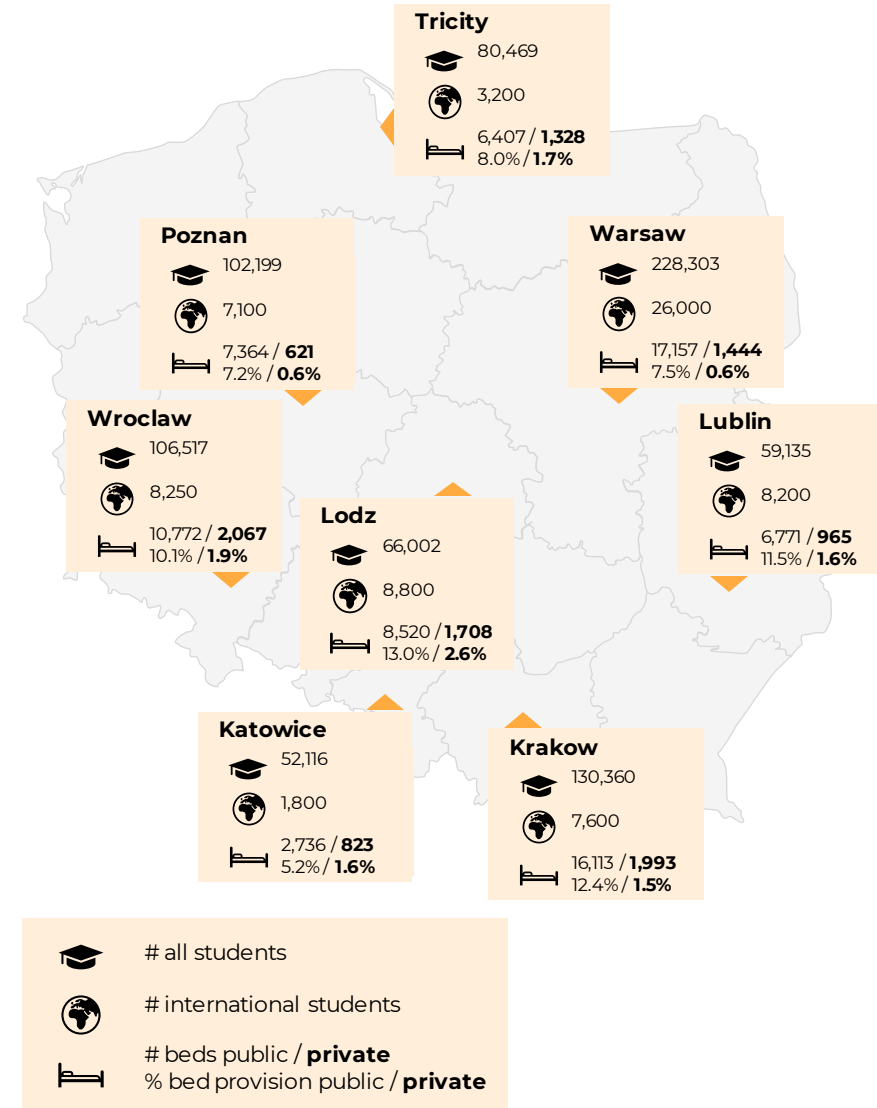 Tricity
80,469
3,200
6,407 / 1,328
8.0% / 1.7%
Poznan
102,199
7,100
7,364 / 621
7.2% / 0.6%
Warsaw
228,303
26,000
17,157 / 1,444
7.5% / 0.6%
Wroclaw
106,517
8,250
10,772 / 2,067
10.1% / 1.9%
Lublin
59,135
8,200
6,771 / 965
11.5% / 1.6%
Lodz
66,002
8,800
8,520 / 1,708
13.0% / 2.6%
Katowice
52,116
1,800
2,736 / 823
5.2% / 1.6%
Krakow
130,360
7,600
16,113 / 1,993
12.4% / 1.5%
# all students
# international students
# beds public / private
% bed provision public / private